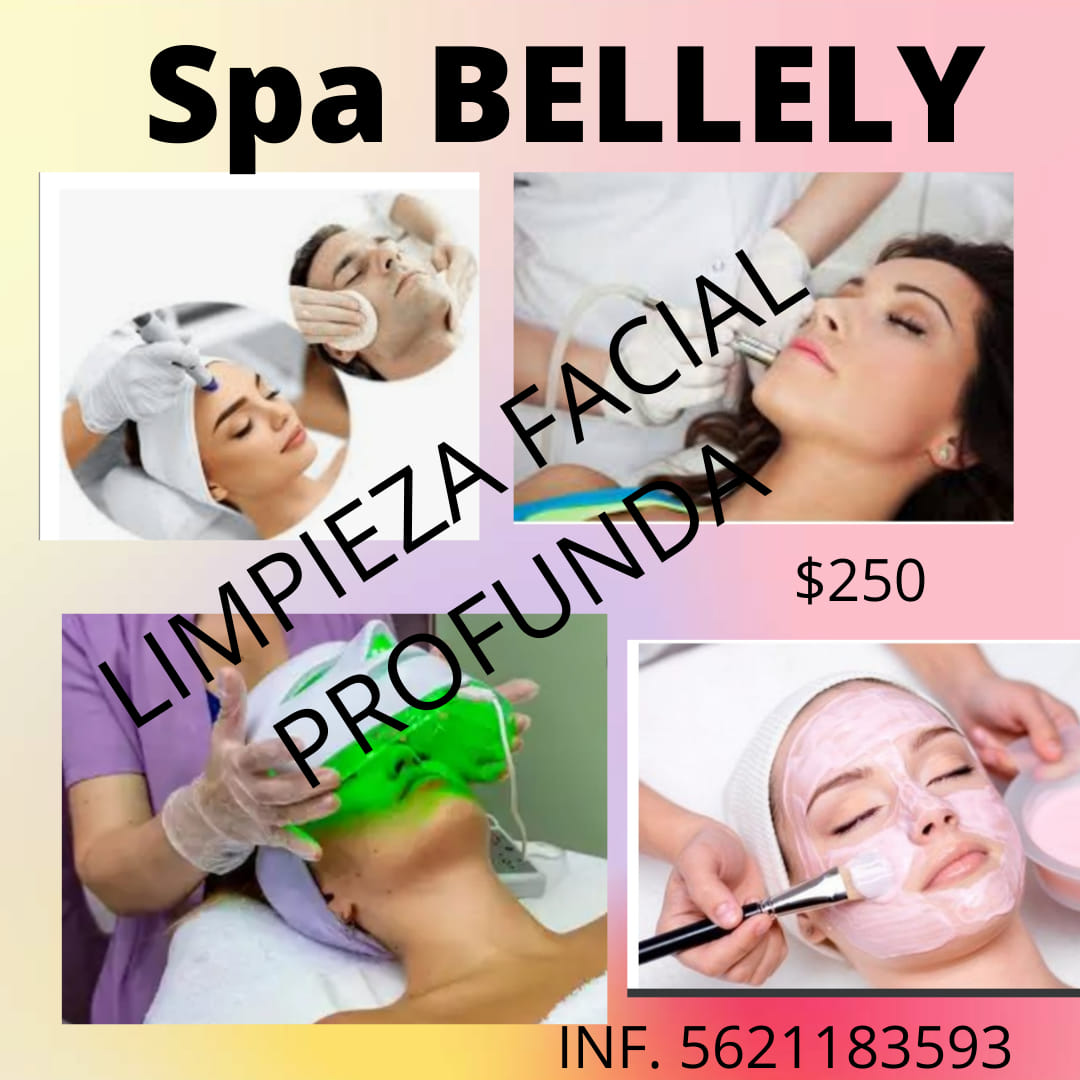 Spa BELLELY
LIMPIEZA FACIAL
PROFUNDA
$250
INF. 5621183593